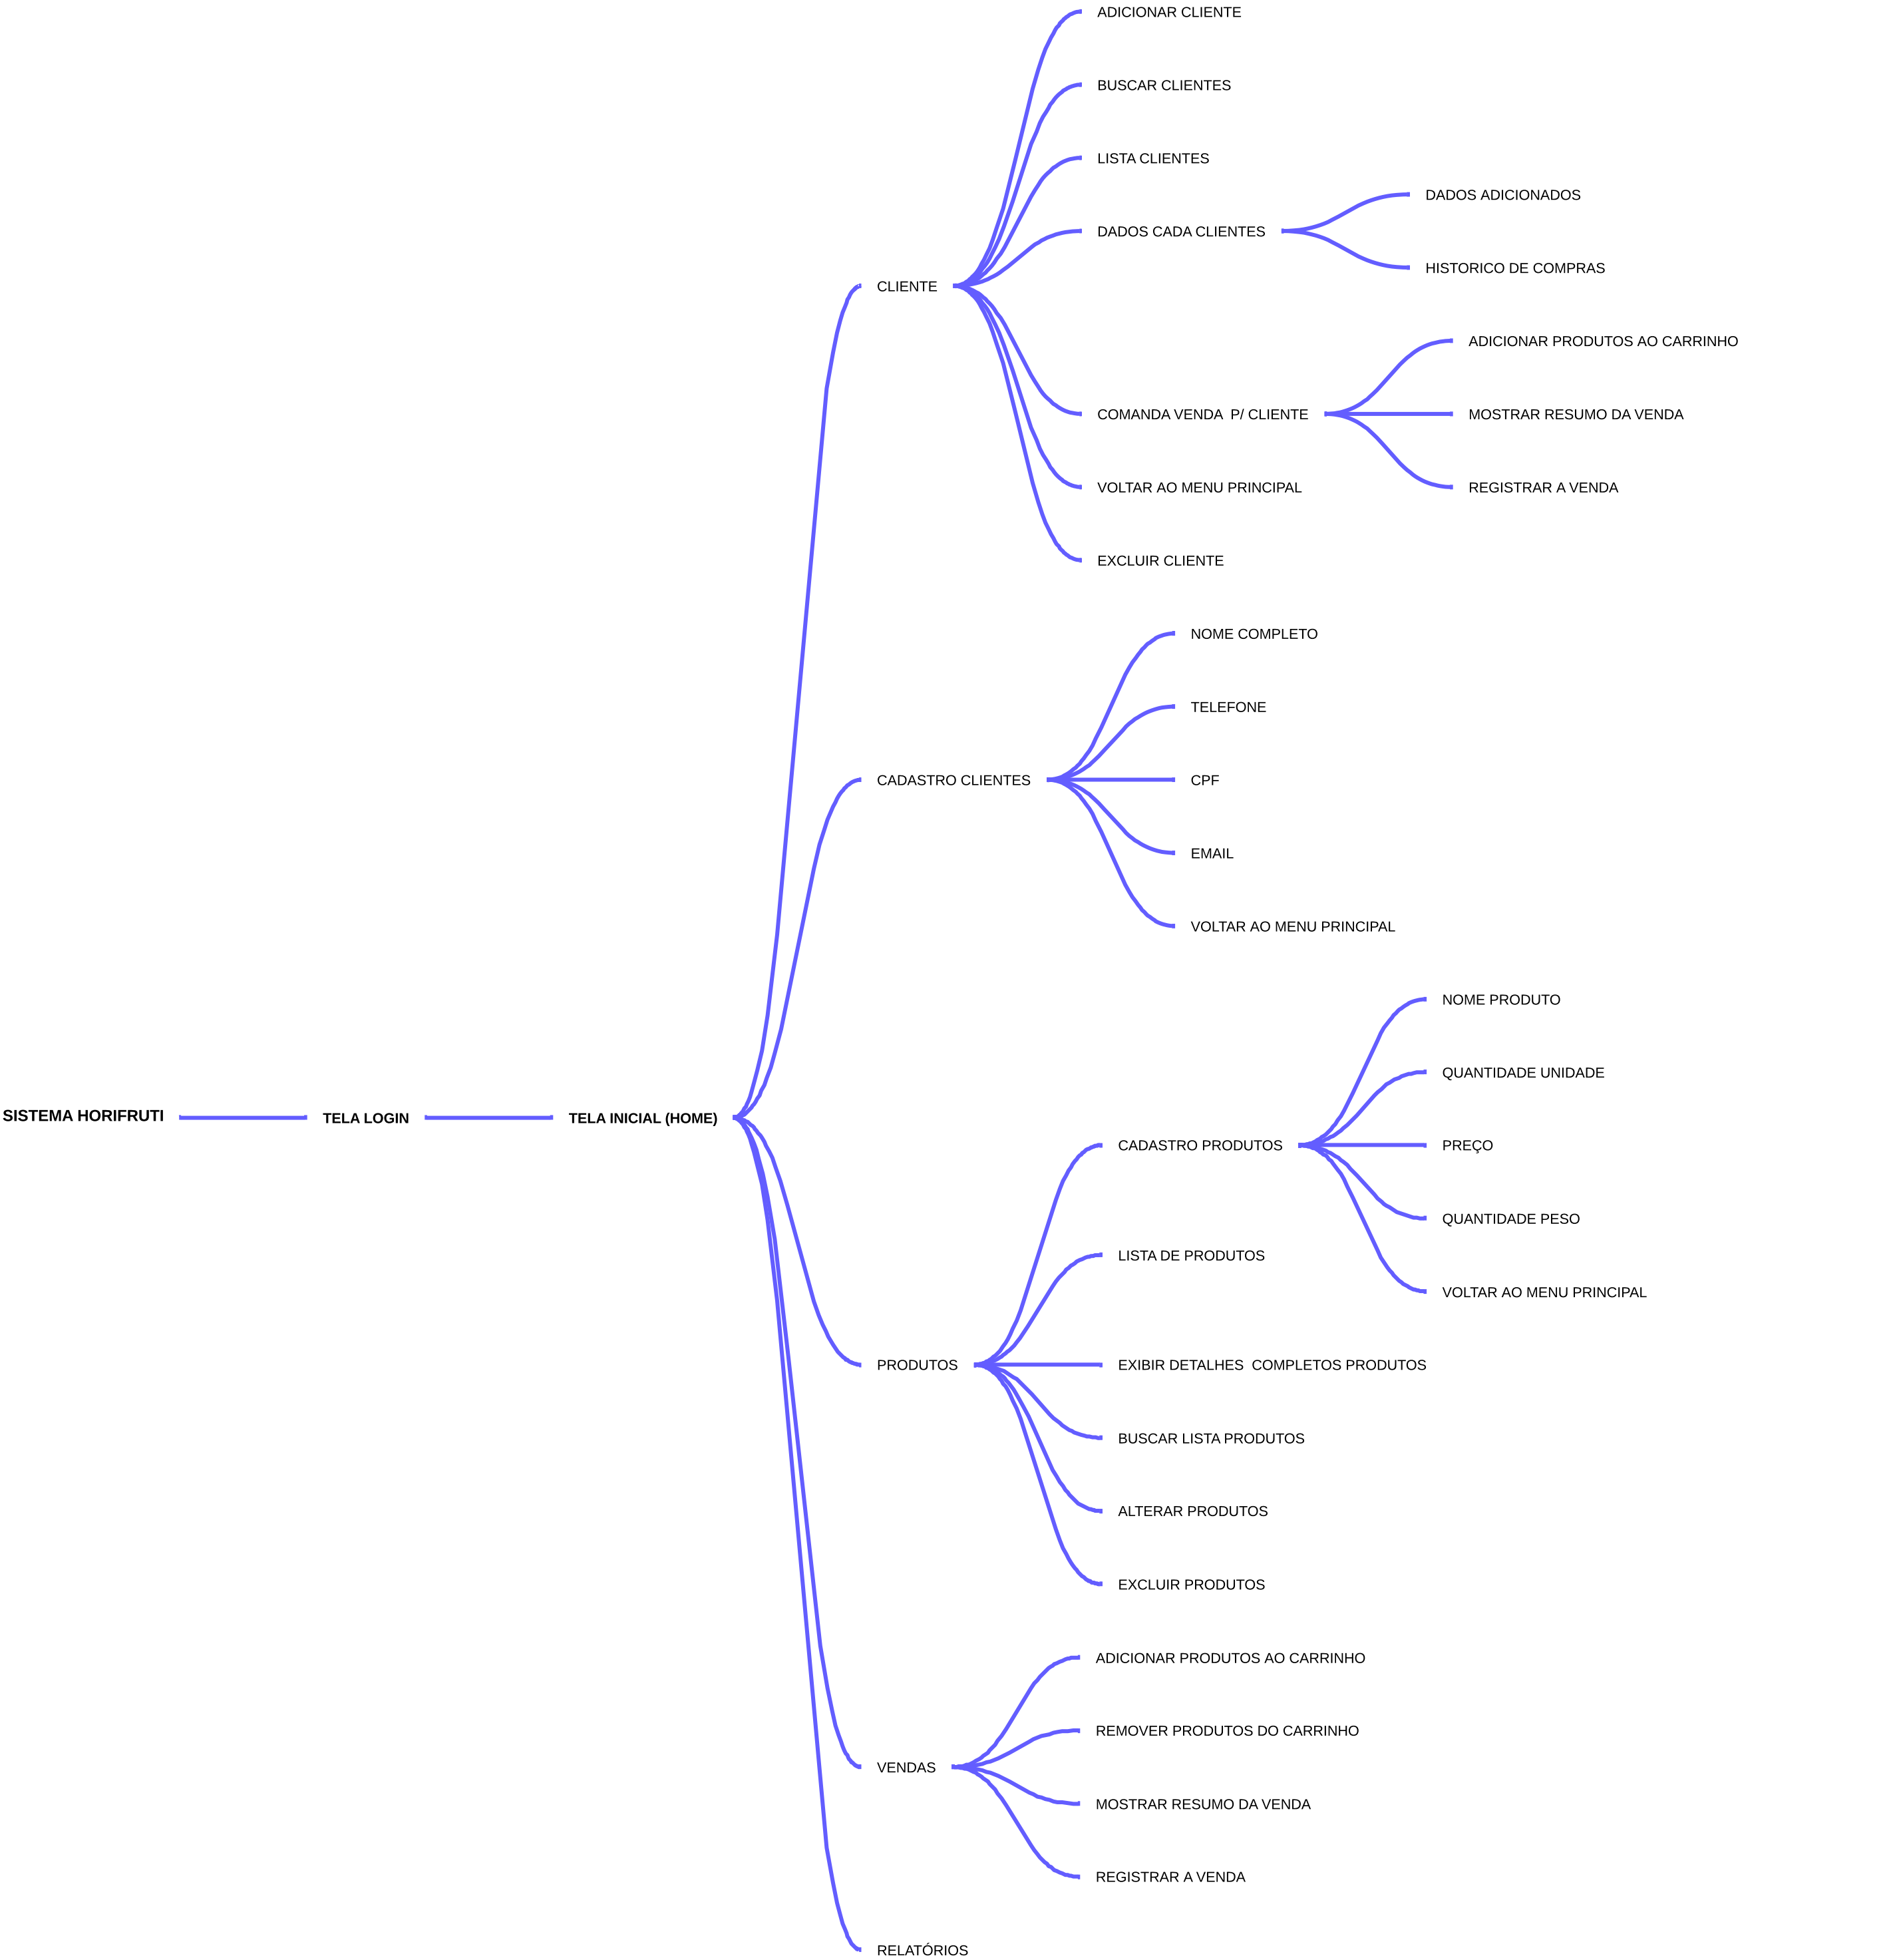 SISTEMA HORIFRUTI
TELA LOGIN
TELA INICIAL (HOME)
CLIENTE
ADICIONAR CLIENTE
BUSCAR CLIENTES
LISTA CLIENTES
DADOS CADA CLIENTES
DADOS ADICIONADOS
HISTORICO DE COMPRAS
COMANDA VENDA  P/ CLIENTE
ADICIONAR PRODUTOS AO CARRINHO
MOSTRAR RESUMO DA VENDA
REGISTRAR A VENDA
VOLTAR AO MENU PRINCIPAL
EXCLUIR CLIENTE
CADASTRO CLIENTES
NOME COMPLETO
TELEFONE
CPF
EMAIL
VOLTAR AO MENU PRINCIPAL
PRODUTOS
CADASTRO PRODUTOS
NOME PRODUTO
QUANTIDADE UNIDADE
PREÇO
QUANTIDADE PESO
VOLTAR AO MENU PRINCIPAL
LISTA DE PRODUTOS
EXIBIR DETALHES  COMPLETOS PRODUTOS
BUSCAR LISTA PRODUTOS
ALTERAR PRODUTOS
EXCLUIR PRODUTOS
VENDAS
ADICIONAR PRODUTOS AO CARRINHO
REMOVER PRODUTOS DO CARRINHO
MOSTRAR RESUMO DA VENDA
REGISTRAR A VENDA
RELATÓRIOS